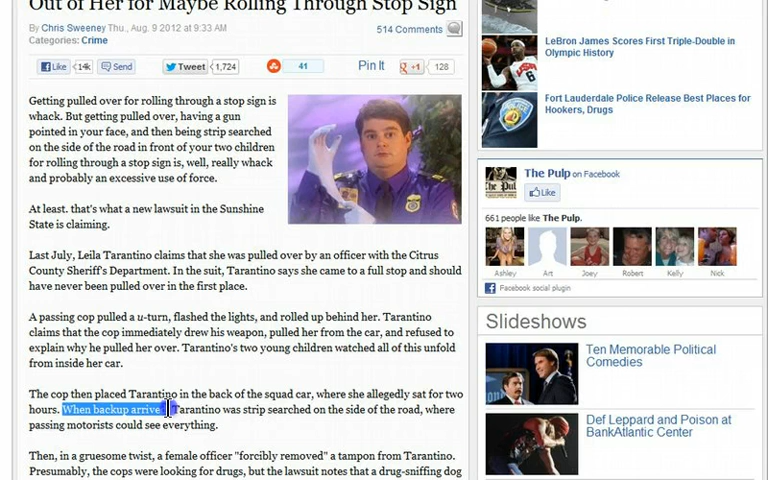 Out of Her for Maybe Rolling Through Stop Sign
By Chris Sweeney Thu., Aug. 9 2012 at 9:33 AM
514 Comments
Categories: Crime
Like 14k Send Tweet 1,724 41 Pin It +1 128
Getting pulled over for rolling through a stop sign is
whack. But getting pulled over, having a gun
pointed in your face, and then being strip searched
on the side of the road in front of your two children
for rolling through a stop sign is, well, really whack
and probably an excessive use of force.
At least. that's what a new lawsuit in the Sunshine
State is claiming.
Last July, Leila Tarantino claims that she was pulled over by an officer with the Citrus
County Sheriff's Department. In the suit, Tarantino says she came to a full stop and should
have never been pulled over in the first place.
A passing cop pulled a u-turn, flashed the lights, and rolled up behind her. Tarantino
claims that the cop immediately drew his weapon, pulled her from the car, and refused to
explain why he pulled her over. Tarantino's two young children watched all of this unfold
from inside her car.
The cop then placed Tarantino in the back of the squad car, where she allegedly sat for two
hours. When backup arrive Tarantino was strip searched on the side of the road, where
passing motorists could see everything.
Then, in a gruesome twist, a female officer "forcibly removed" a tampon from Tarantino.
Presumably, the cops were looking for drugs, but the lawsuit notes that a drug-sniffing dog
LeBron James Scores First Triple-Double in
Olympic History
6
Fort Lauderdale Police Release Best Places for
Hookers, Drugs
The Pulp on Facebook
Like
661 people like The Pulp.
Ashley Art Joey Robert Kelly Nick
Facebook social plugin
Slideshows
Ten Memorable Political
Comedies
Def Leppard and Poison at
BankAtlantic Center